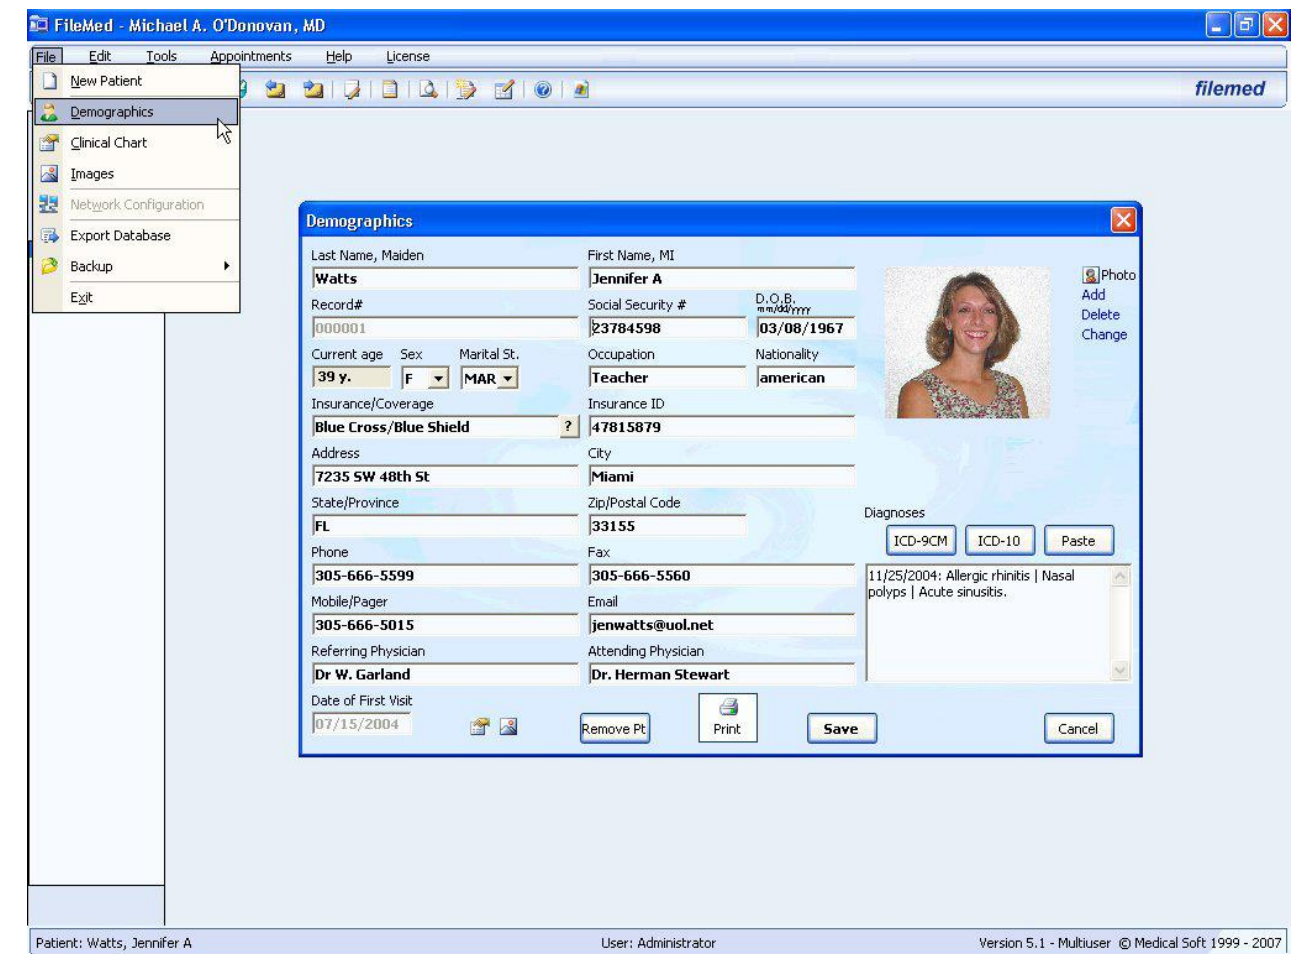 FileMed - Michael A. O'Donovan, MD
File Edit Tools Appointments Help License
New Patient
filemed
Demographics
Clinical Chart
Images
Network Configuration
Export Database
Backup
Exit
Demographics
Last Name, Maiden First Name, MI
Watts Jennifer A
Photo
Add
Delete
Change
Record# Social Security # D.O.B. mm/dd/yyyy
000001 23784598 03/08/1967
Current age Sex Marital St. Occupation Nationality
39 y. F MAR Teacher american
Insurance/Coverage Insurance ID
Blue Cross/Blue Shield ? 47815879
Address City
7235 SW 48th St Miami
State/Province Zip/Postal Code
FL 33155
Diagnoses
ICD-9CM ICD-10 Paste
Phone Fax
305-666-5599 305-666-5560
11/25/2004: Allergic rhinitis | Nasal
polyps | Acute sinusitis.
Mobile/Pager Email
305-666-5015 jenwatts@uol.net
Referring Physician Attending Physician
Dr W. Garland Dr. Herman Stewart
Date of First Visit
07/15/2004
Remove Pt Print Save Cancel
Patient: Watts, Jennifer A User: Administrator Version 5.1 - Multiuser © Medical Soft 1999 - 2007